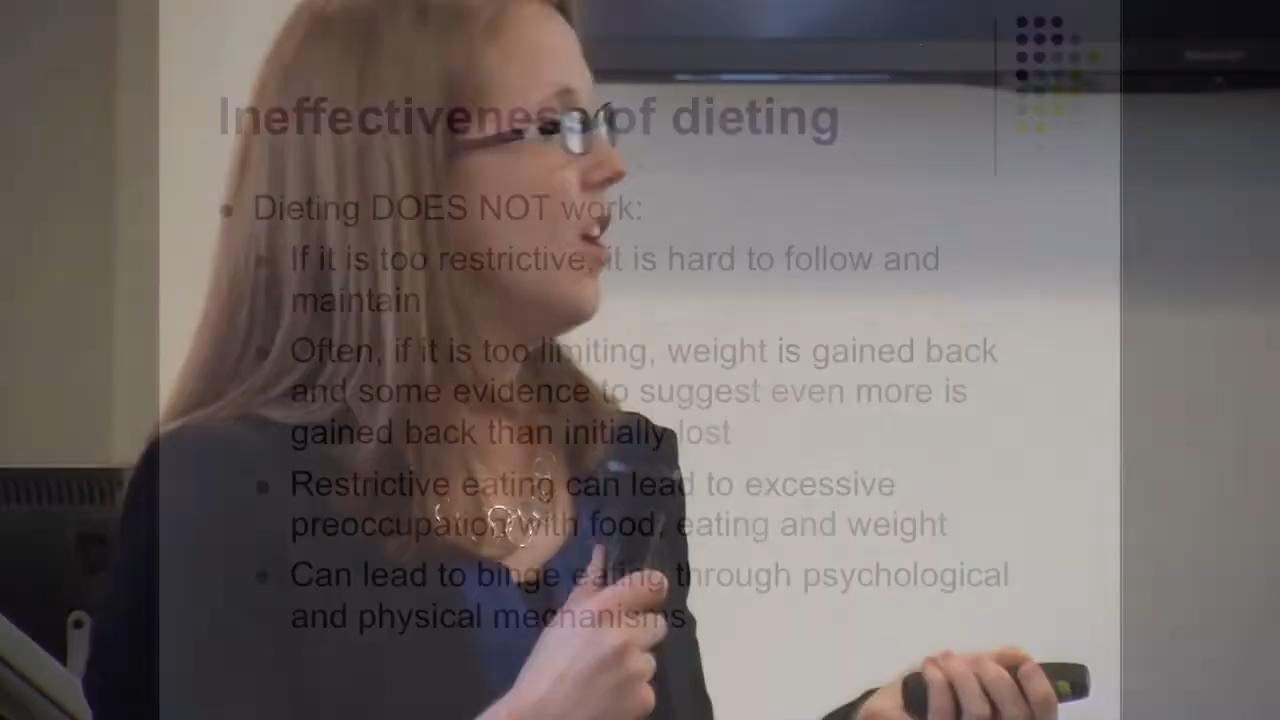 Ineffectiveness of dieting
Dieting DOES NOT work:
If it is too restrictive, it is hard to follow and
maintain
Often, if it is too limiting, weight is gained back
and some evidence to suggest even more is
gained back than initially lost
Restrictive eating can lead to excessive
preoccupation with food, eating and weight
Can lead to binge eating through psychological
and physical mechanisms